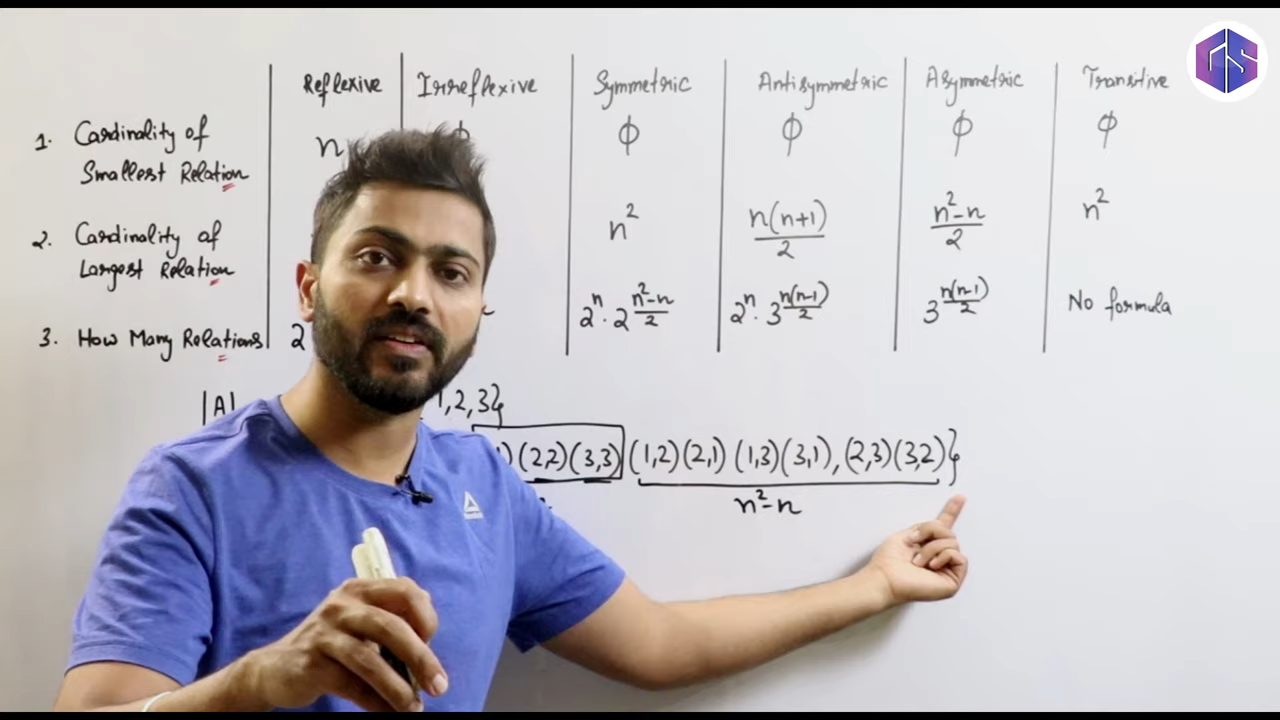 Reflexive Irreflexive Symmetric Antisymmetric Asymmetric Transitive
1. Cardinality of Smallest Relation n ϕ ϕ ϕ ϕ ϕ
2. Cardinality of Largest Relation n² n(n+1)/2 n²-n/2 n²
3. How Many Relations 2 2ⁿ·2^(n²-n)/2 2ⁿ·3^n(n-1)/2 3^n(n-1)/2 No formula
|A| 1,2,3}
(2,2)(3,3) (1,2)(2,1)(1,3)(3,1),(2,3)(3,2)}
n²-n